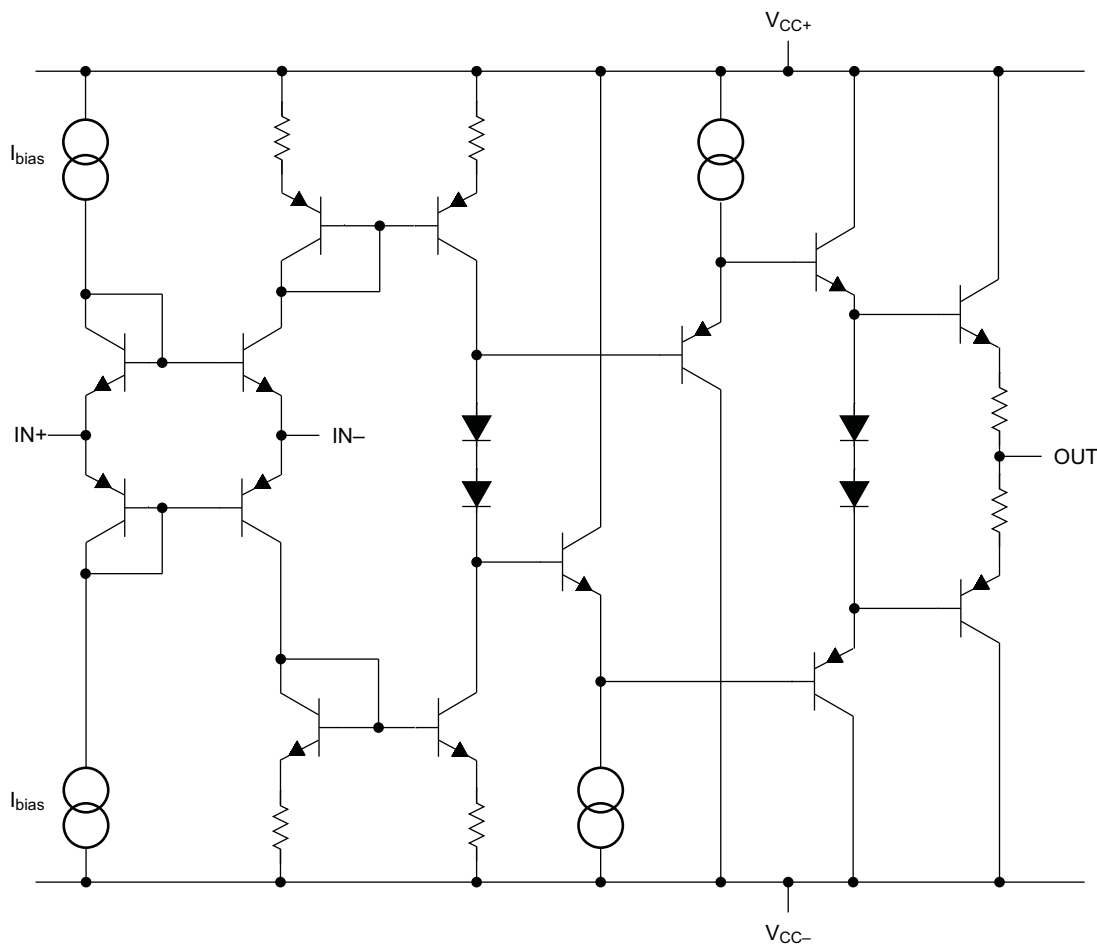 VCC+
Ibias
IN+
IN–
OUT
Ibias
VCC–